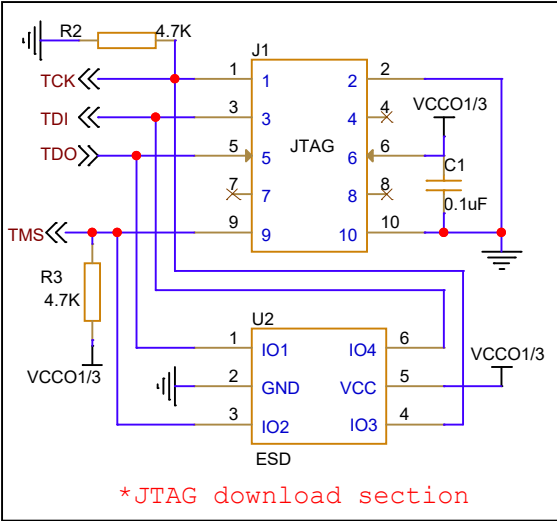 R2 4.7K
J1
TCK 1 1 2 2
VCCO1/3
TDI 3 3 4 4
TDO 5 5 JTAG 6 6
C1
7 7 8 8
0.1uF
TMS 9 9 10 10
R3
4.7K
VCCO1/3
U2
1 IO1 IO4 6
VCCO1/3
2 GND VCC 5
3 IO2 IO3 4
ESD
*JTAG download section